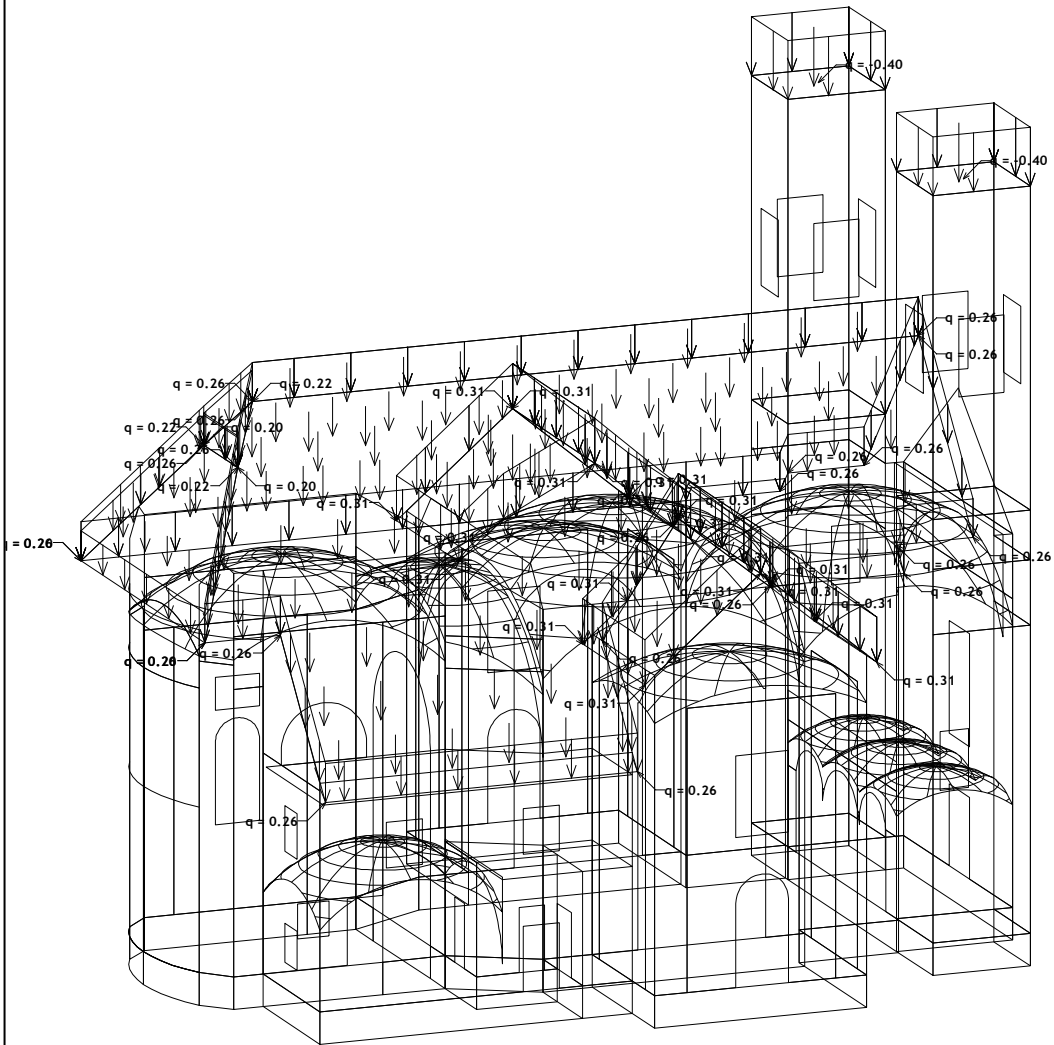 q = -0.40
q = -0.40
q = 0.26
q = 0.26
q = 0.26
q = 0.22
q = 0.31
q = 0.31
q = 0.26
q = 0.22
q = 0.20
q = 0.26
q = 0.26
q = 0.26
q = 0.26
q = 0.26
q = 0.22
q = 0.20
q = 0.31
q = 0.31
q = 0.31
q = 0.31
q = 0.31
q = 0.26
q = 0.26
q = 0.31
q = 0.31
q = 0.26
q = 0.31
q = 0.31
q = 0.26
q = 0.31
q = 0.31
q = 0.26
q = 0.26
q = 0.26
q = 0.31
q = 0.31
q = 0.26
q = 0.26